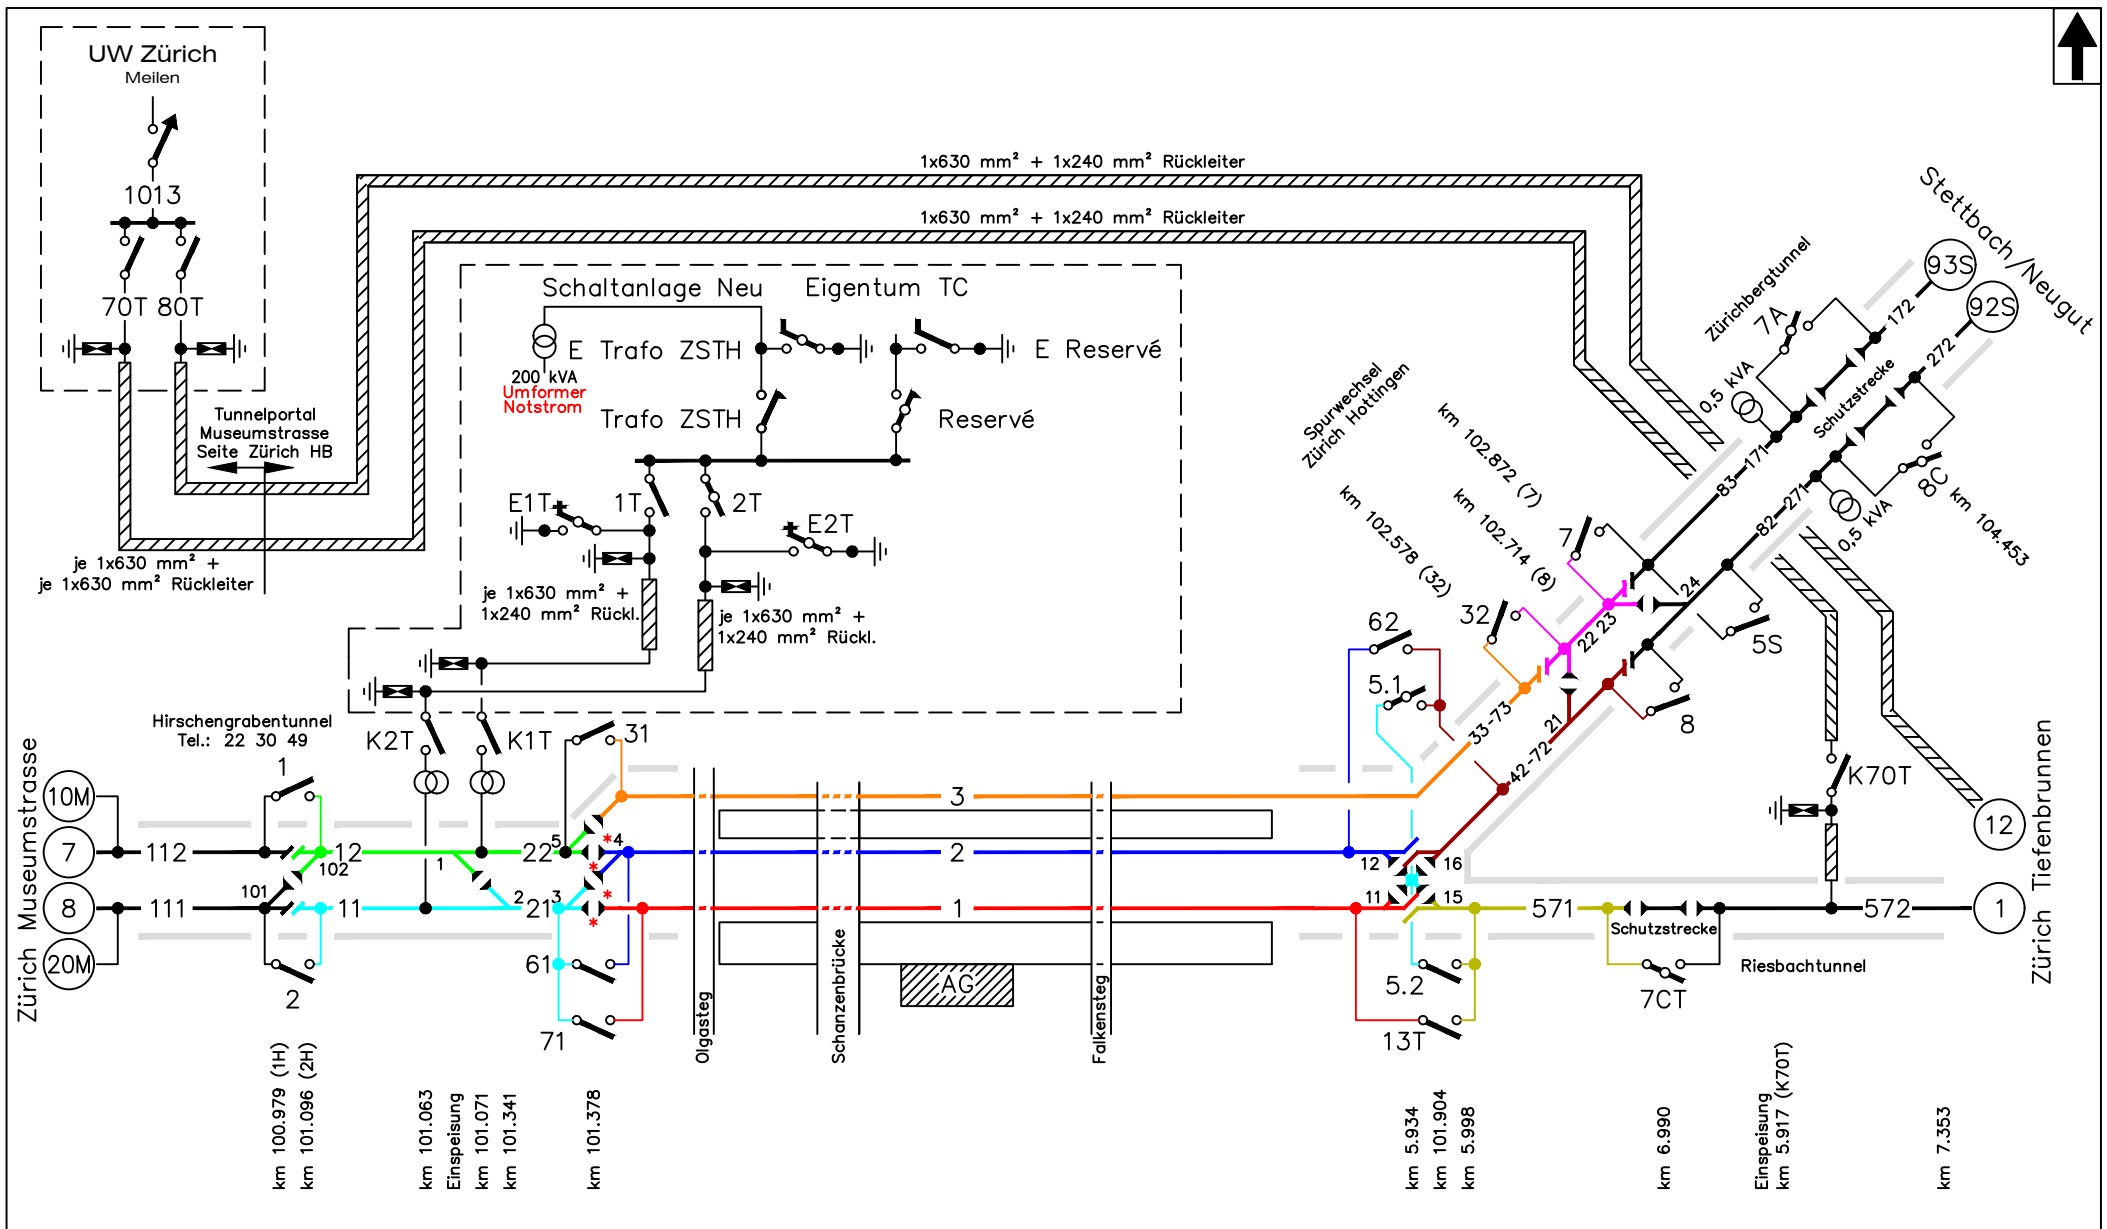 UW Zürich
Meilen
1013
70T 80T
Tunnelportal
Museumstrasse
Seite Zürich HB
je 1x630 mm² +
je 1x630 mm² Rückleiter
1x630 mm² + 1x240 mm² Rückleiter
1x630 mm² + 1x240 mm² Rückleiter
Schaltanlage Neu Eigentum TC
E Trafo ZSTH
E Reservé
200 kVA
Umformer
Notstrom
Trafo ZSTH
Reservé
E1T
1T
2T
E2T
je 1x630 mm² +
1x240 mm² Rückl.
je 1x630 mm² +
1x240 mm² Rückl.
K2T
K1T
Hirschengrabentunnel
Tel.: 22 30 49
Zürich Museumstrasse
10M
7
8
20M
112
111
1
2
101
102
12
11
1
2
22
21
5
3
*4
*
*
*
31
61
71
3
2
1
Olgasteg
Schanzenbrücke
Falkensteg
AG
62
5.1
5.2
13T
12
11
16
15
33-73
42-72
21
22
23
24
32
7
8
5S
83
171
82
271
172
272
7A
8C
0,5 kVA
0,5 kVA
Schutzstrecke
Zürichbergtunnel
Spurwechsel
Zürich Hottingen
km 102.872 (7)
km 102.714 (8)
km 102.578 (32)
km 104.453
Stettbach/Neugut
93S
92S
K70T
571
572
Schutzstrecke
7CT
Riesbachtunnel
12
1
Zürich Tiefenbrunnen
km 100.979 (1H)
km 101.096 (2H)
km 101.063
Einspeisung
km 101.071
km 101.341
km 101.378
km 5.934
km 101.904
km 5.998
km 6.990
Einspeisung
km 5.917 (K70T)
km 7.353